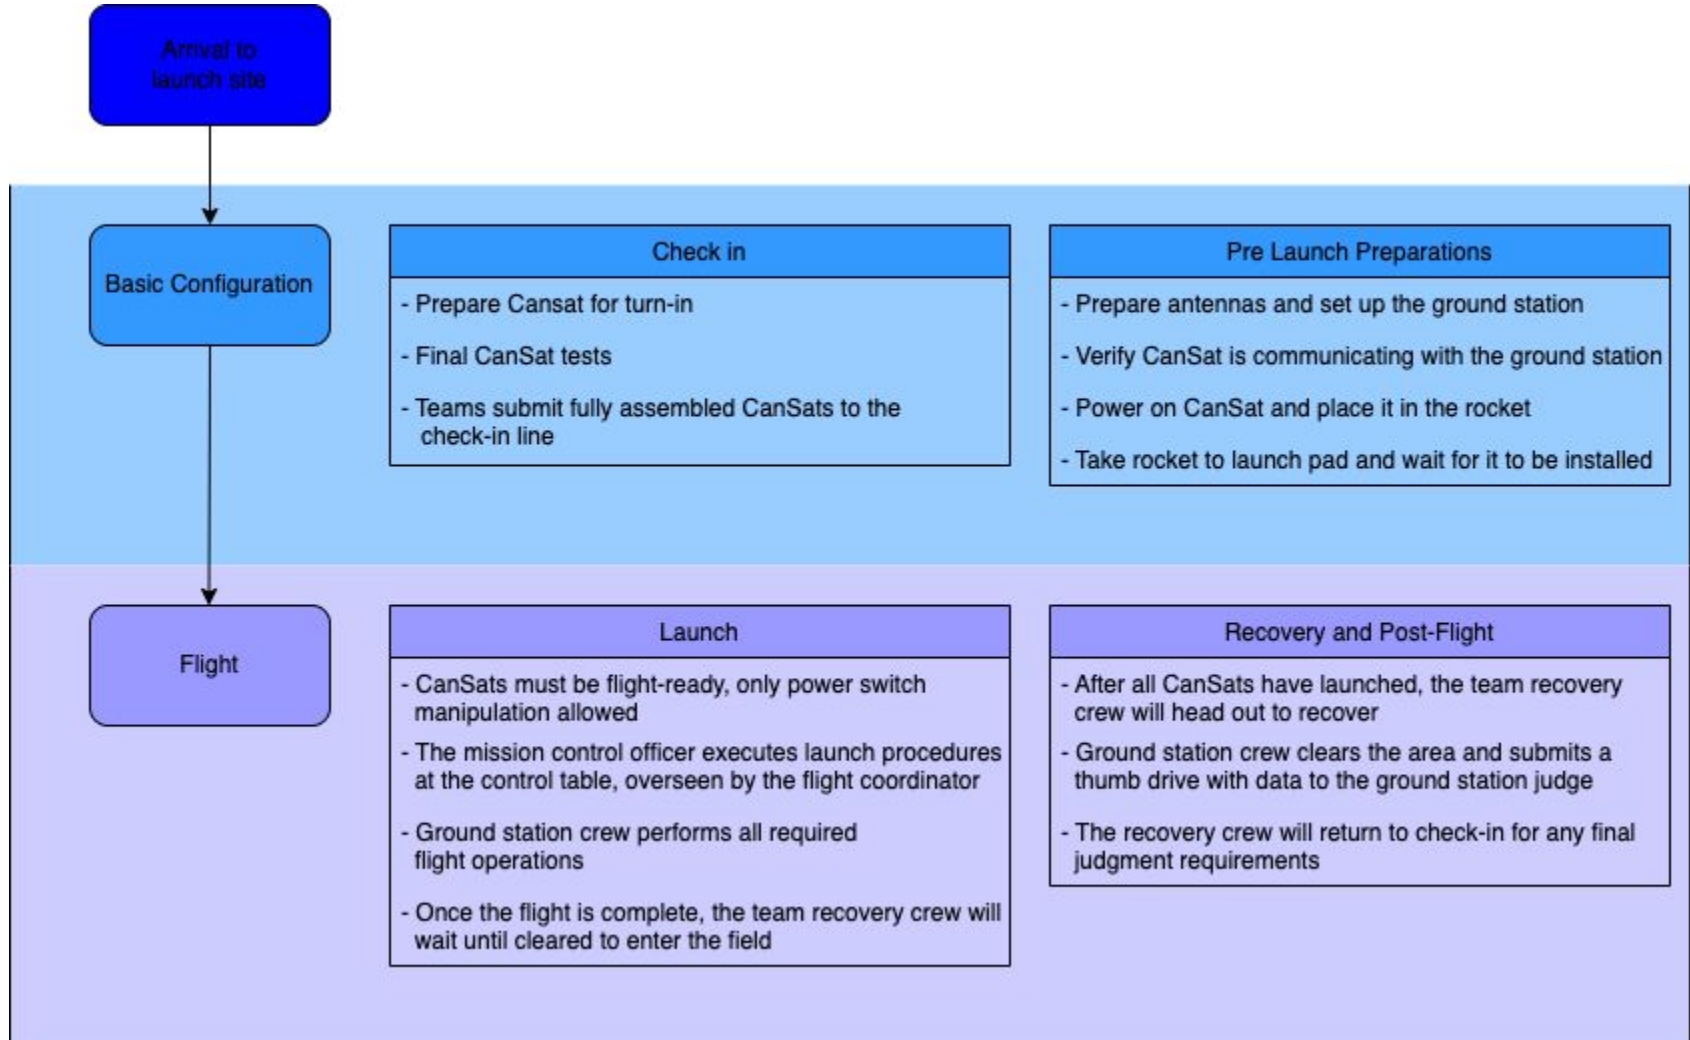 Arrival to
launch site
Basic Configuration
Check in
- Prepare Cansat for turn-in
- Final CanSat tests
- Teams submit fully assembled CanSats to the
check-in line
Pre Launch Preparations
- Prepare antennas and set up the ground station
- Verify CanSat is communicating with the ground station
- Power on CanSat and place it in the rocket
- Take rocket to launch pad and wait for it to be installed
Flight
Launch
- CanSats must be flight-ready, only power switch
manipulation allowed
- The mission control officer executes launch procedures
at the control table, overseen by the flight coordinator
- Ground station crew performs all required
flight operations
- Once the flight is complete, the team recovery crew will
wait until cleared to enter the field
Recovery and Post-Flight
- After all CanSats have launched, the team recovery
crew will head out to recover
- Ground station crew clears the area and submits a
thumb drive with data to the ground station judge
- The recovery crew will return to check-in for any final
judgment requirements